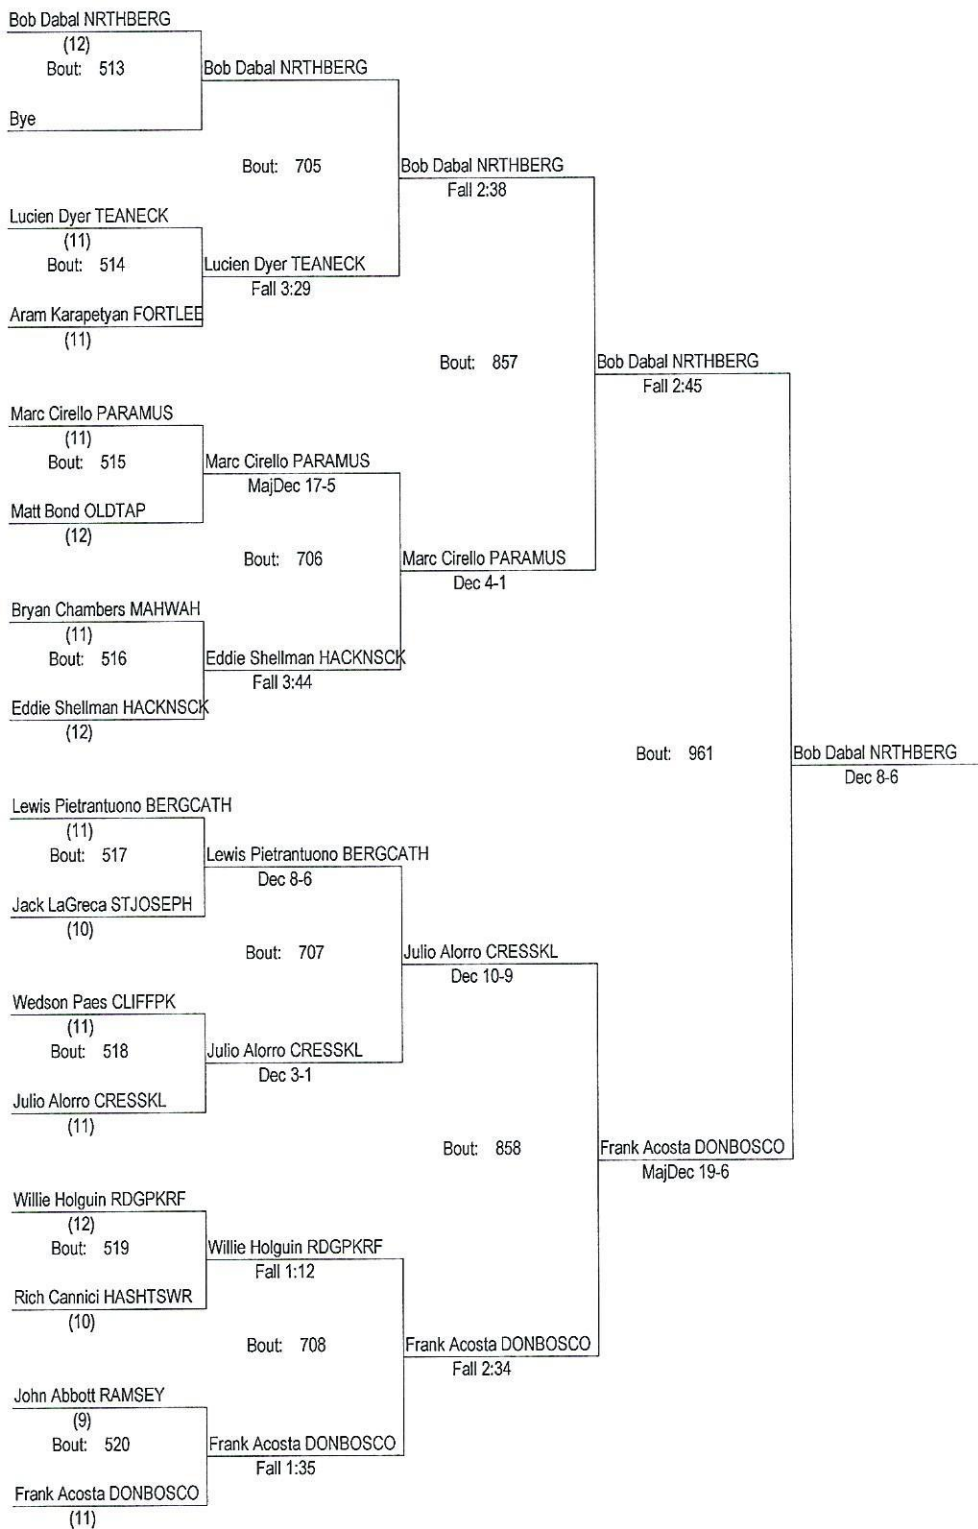 Bob Dabal NRTHBERG
(12)
Bout: 513
Bye
Lucien Dyer TEANECK
(11)
Bout: 514
Aram Karapetyan FORTLEE
(11)
Marc Cirello PARAMUS
(11)
Bout: 515
Matt Bond OLDTAP
(12)
Bryan Chambers MAHWAH
(11)
Bout: 516
Eddie Shellman HACKNSCK
(12)
Lewis Pietrantuono BERGCATH
(11)
Bout: 517
Jack LaGreca STJOSEPH
(10)
Wedson Paes CLIFFPK
(11)
Bout: 518
Julio Alorro CRESSKL
(11)
Willie Holguin RDGPKRF
(12)
Bout: 519
Rich Cannici HASHTSWR
(10)
John Abbott RAMSEY
(9)
Bout: 520
Frank Acosta DONBOSCO
(11)
Bob Dabal NRTHBERG
Bout: 705
Lucien Dyer TEANECK
Fall 3:29
Marc Cirello PARAMUS
MajDec 17-5
Bout: 706
Eddie Shellman HACKNSCK
Fall 3:44
Lewis Pietrantuono BERGCATH
Dec 8-6
Bout: 707
Julio Alorro CRESSKL
Dec 3-1
Willie Holguin RDGPKRF
Fall 1:12
Bout: 708
Frank Acosta DONBOSCO
Fall 1:35
Bob Dabal NRTHBERG
Fall 2:38
Bout: 857
Marc Cirello PARAMUS
Dec 4-1
Julio Alorro CRESSKL
Dec 10-9
Bout: 858
Frank Acosta DONBOSCO
Fall 2:34
Bob Dabal NRTHBERG
Fall 2:45
Bout: 961
Frank Acosta DONBOSCO
MajDec 19-6
Bob Dabal NRTHBERG
Dec 8-6